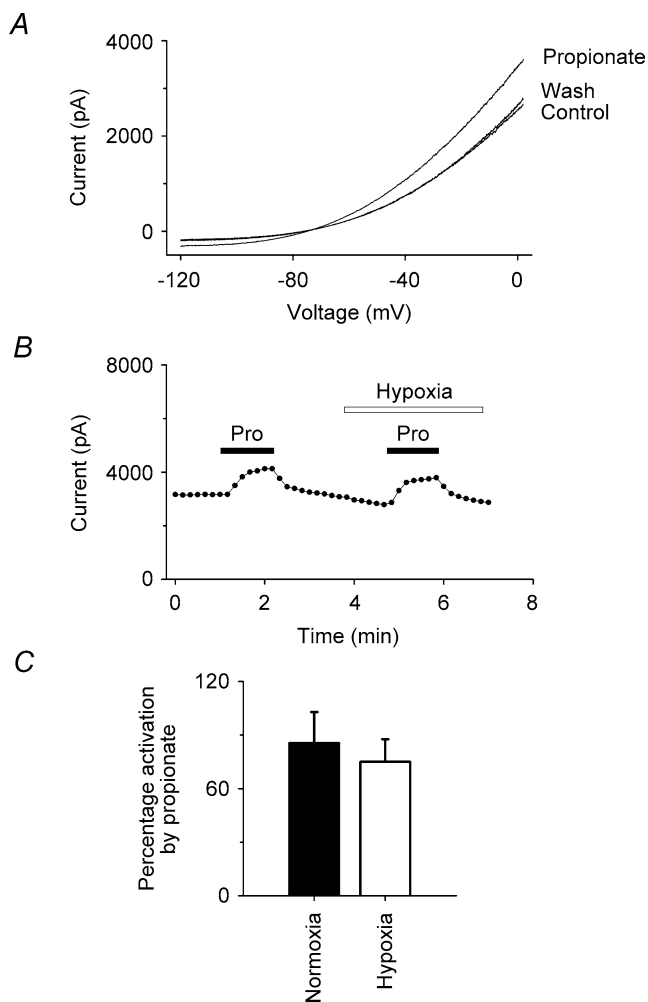 A
4000
Propionate
Wash
Control
2000
Current (pA)
0
-120
-80
-40
0
Voltage (mV)
B
8000
Hypoxia
Pro
Pro
4000
Current (pA)
0
0
2
4
6
8
Time (min)
C
120
Percentage activation
by propionate
60
0
Normoxia
Hypoxia